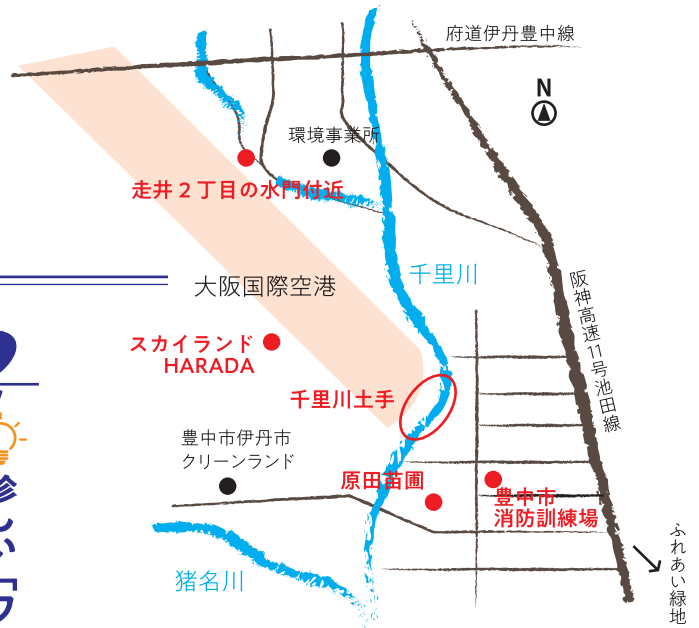 府道伊丹豊中線
N
環境事業所
走井2丁目の水門付近
千里川
大阪国際空港
阪神高速11号池田線
スカイランド
HARADA
千里川土手
豊中市伊丹市
クリーンランド
原田苗圃
豊中市
消防訓練場
猪名川
ふれあい緑地
珍しい「ワ